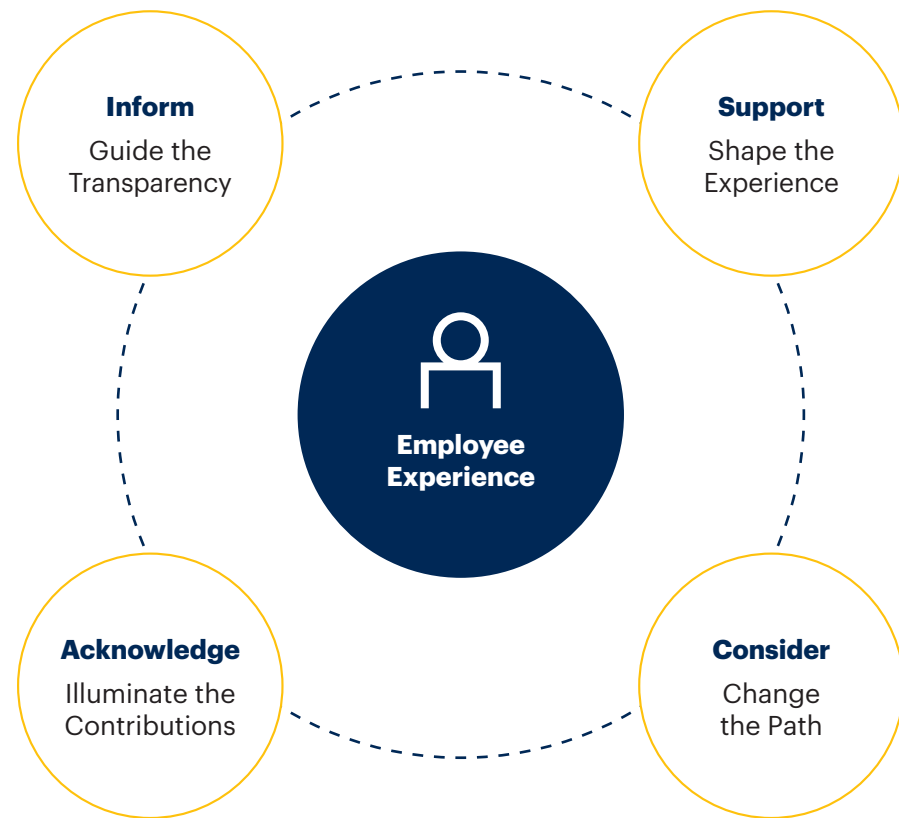 Inform
Guide the
Transparency
Support
Shape the
Experience
Employee
Experience
Acknowledge
Illuminate the
Contributions
Consider
Change
the Path